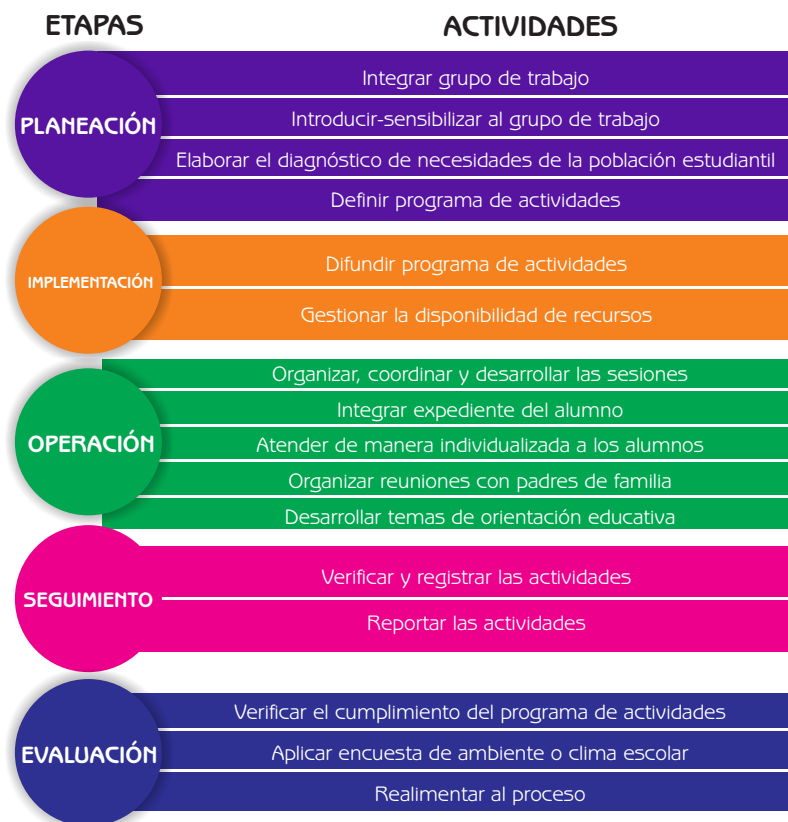 ETAPAS
ACTIVIDADES
PLANEACIÓN
Integrar grupo de trabajo
Introducir-sensibilizar al grupo de trabajo
Elaborar el diagnóstico de necesidades de la población estudiantil
Definir programa de actividades
IMPLEMENTACIÓN
Difundir programa de actividades
Gestionar la disponibilidad de recursos
OPERACIÓN
Organizar, coordinar y desarrollar las sesiones
Integrar expediente del alumno
Atender de manera individualizada a los alumnos
Organizar reuniones con padres de familia
Desarrollar temas de orientación educativa
SEGUIMIENTO
Verificar y registrar las actividades
Reportar las actividades
EVALUACIÓN
Verificar el cumplimiento del programa de actividades
Aplicar encuesta de ambiente o clima escolar
Realimentar al proceso